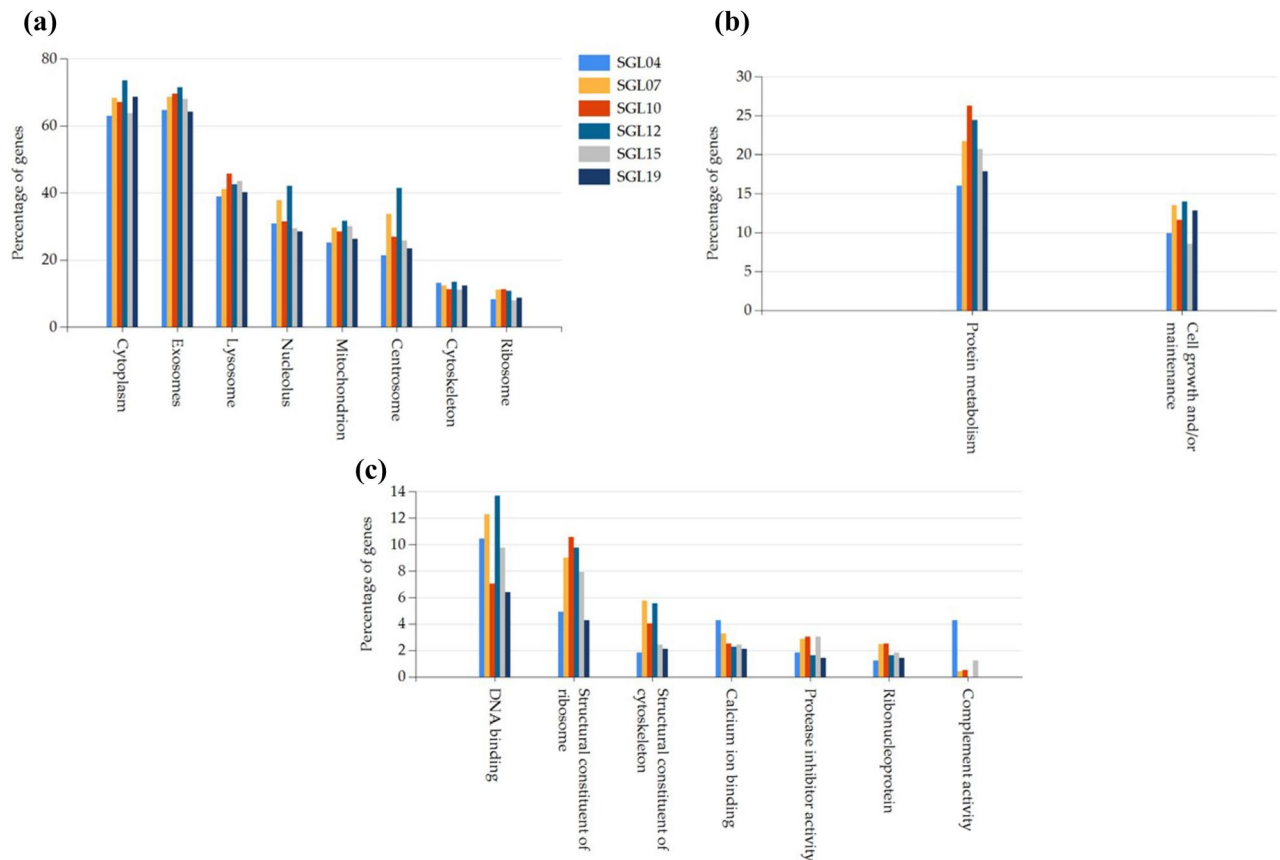 (a)
80
60
40
20
0
Percentage of genes
Cytoplasm
Exosomes
Lysosome
Nucleolus
Mitochondrion
Centrosome
Cytoskeleton
Ribosome
SGL04
SGL07
SGL10
SGL12
SGL15
SGL19
(b)
30
25
20
15
10
5
0
Percentage of genes
Protein metabolism
Cell growth and/or
maintenance
(c)
14
12
10
8
6
4
2
0
Percentage of genes
DNA binding
Structural constituent of
ribosome
Structural constituent of
cytoskeleton
Calcium ion binding
Protease inhibitor activity
Ribonucleoprotein
Complement activity